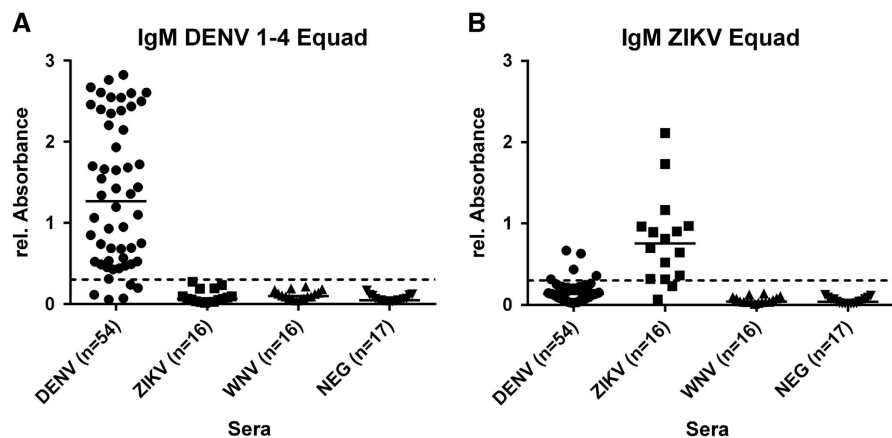 A
IgM DENV 1-4 Equad
rel. Absorbance
3
2
1
0
DENV (n=54)
ZIKV (n=16)
WNV (n=16)
NEG (n=17)
Sera
B
IgM ZIKV Equad
rel. Absorbance
3
2
1
0
DENV (n=54)
ZIKV (n=16)
WNV (n=16)
NEG (n=17)
Sera